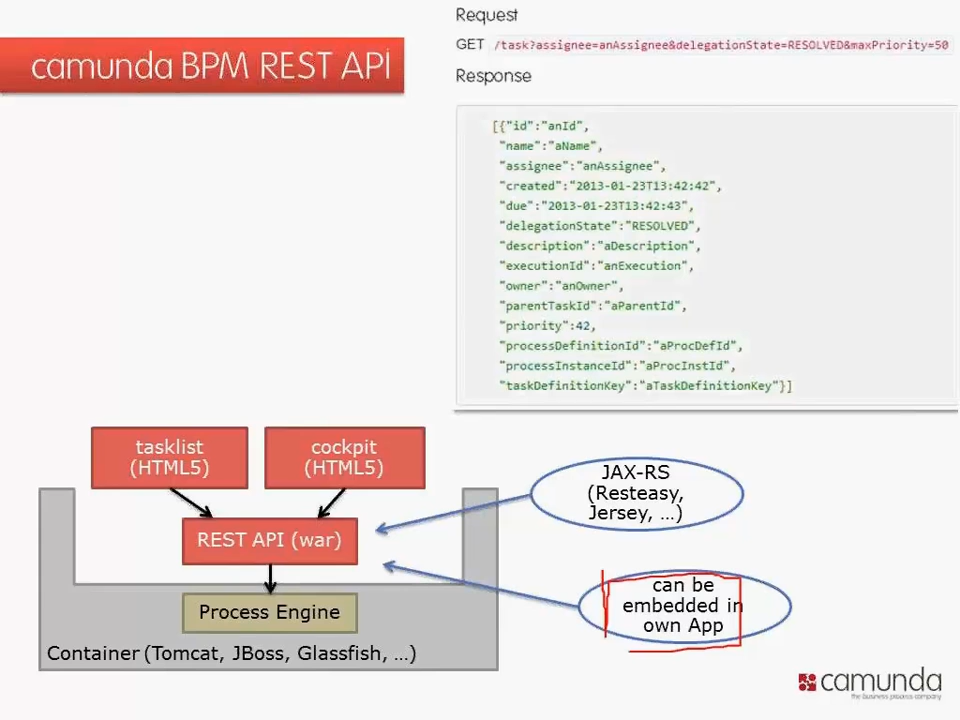 camunda BPM REST API
Request
GET /task?assignee=anAssignee&delegationState=RESOLVED&maxPriority=50
Response
[{"id":"anId",
"name":"aName",
"assignee":"anAssignee",
"created":"2013-01-23T13:42:42",
"due":"2013-01-23T13:42:43",
"delegationState":"RESOLVED",
"description":"aDescription",
"executionId":"anExecution",
"owner":"anOwner",
"parentTaskId":"aParentId",
"priority":42,
"processDefinitionId":"aProcDefId",
"processInstanceId":"aProcInstId",
"taskDefinitionKey":"aTaskDefinitionKey"}]
tasklist
(HTML5)
cockpit
(HTML5)
REST API (war)
Process Engine
Container (Tomcat, JBoss, Glassfish, …)
JAX-RS
(Resteasy,
Jersey, …)
can be
embedded in
own App
camunda
the business process company